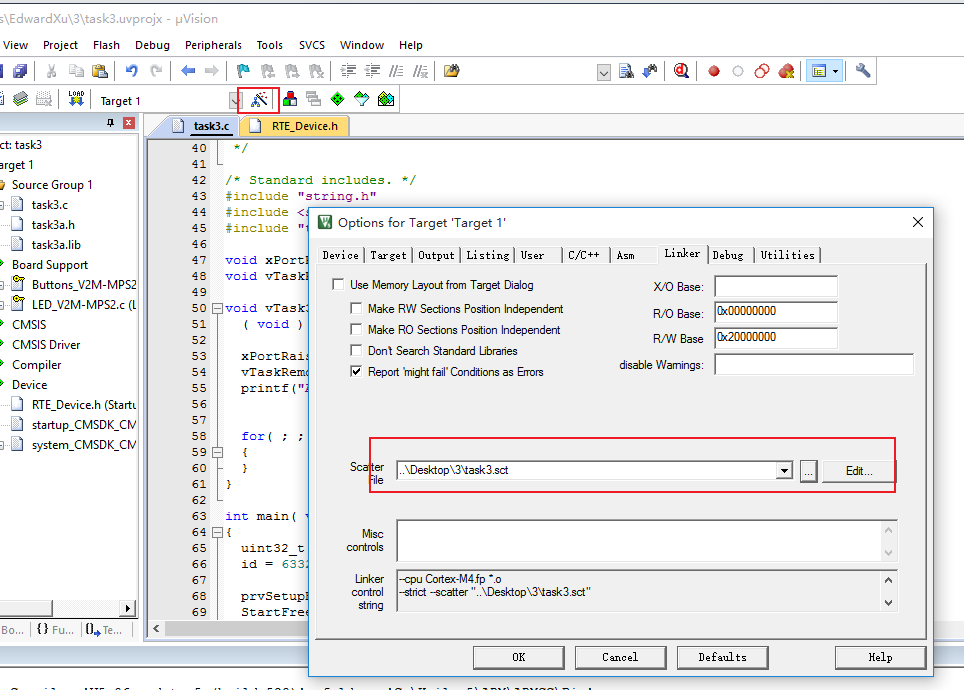 s\EdwardXu\3\task3.uvprojx - µVision
View Project Flash Debug Peripherals Tools SVCS Window Help
LOAD
Target 1
task3.c RTE_Device.h
ct: task3
arget 1
Source Group 1
task3.c
task3a.h
task3a.lib
Board Support
Buttons_V2M-MPS2
LED_V2M-MPS2.c (L
CMSIS
CMSIS Driver
Compiler
Device
RTE_Device.h (Startu
startup_CMSDK_CM
system_CMSDK_CM
Bo... {} Fu... Te...
40 */
41
42 /* Standard includes. */
43 #include "string.h"
44 #include <s
45 #include "
46
47 void xPortR
48 void vTaskR
49
50 void vTask3
51 ( void )
52
53 xPortRais
54 vTaskRemo
55 printf("A
56
57
58 for( ; ;
59 {
60 }
61 }
62
63 int main( v
64 {
65 uint32_t
66 id = 6332
67
68 prvSetupH
69 StartFree
Options for Target 'Target 1'
Device Target Output Listing User C/C++ Asm Linker Debug Utilities
Use Memory Layout from Target Dialog
Make RW Sections Position Independent
Make RO Sections Position Independent
Don't Search Standard Libraries
Report 'might fail' Conditions as Errors
X/O Base:
R/O Base: 0x00000000
R/W Base 0x20000000
disable Warnings:
Scatter File ..\Desktop\3\task3.sct ... Edit...
Misc controls
Linker control string
--cpu Cortex-M4.fp *.o
--strict --scatter "..\Desktop\3\task3.sct"
OK Cancel Defaults Help